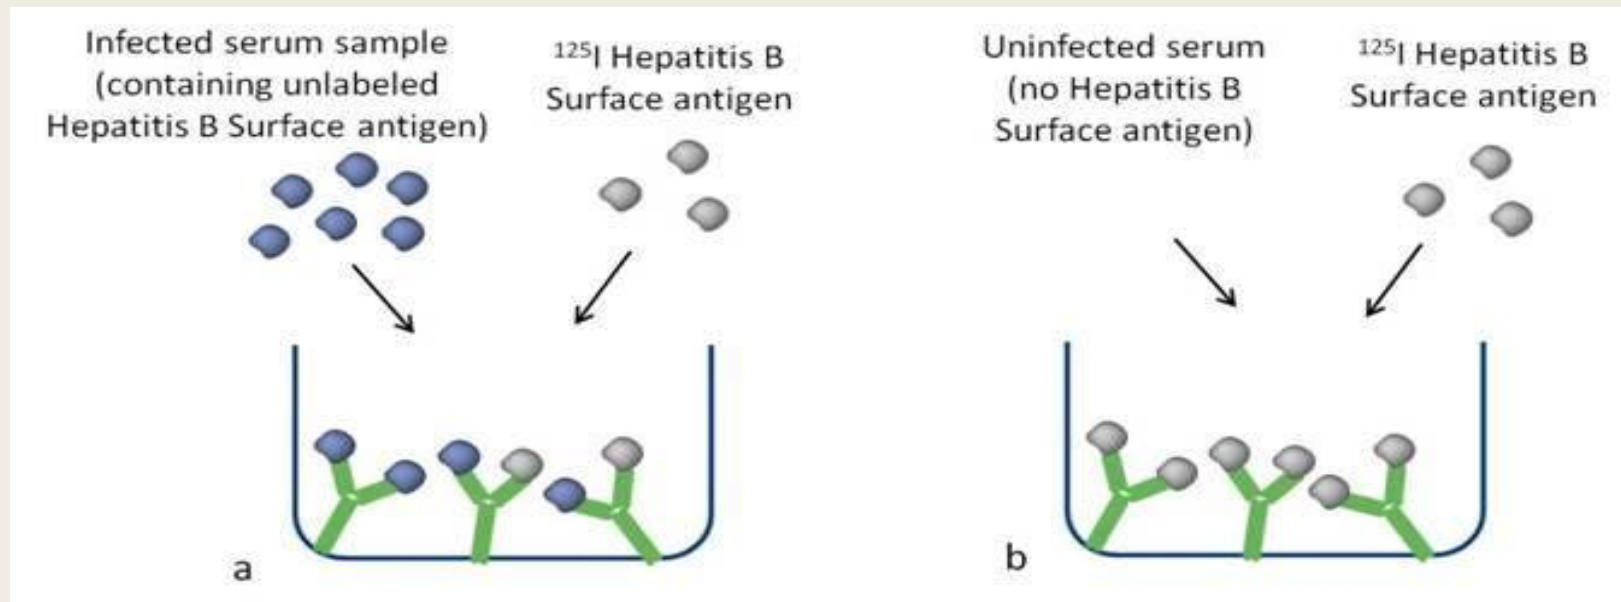 Infected serum sample
(containing unlabeled
Hepatitis B Surface antigen)
¹²⁵I Hepatitis B
Surface antigen
Uninfected serum
(no Hepatitis B
Surface antigen)
¹²⁵I Hepatitis B
Surface antigen
a
b